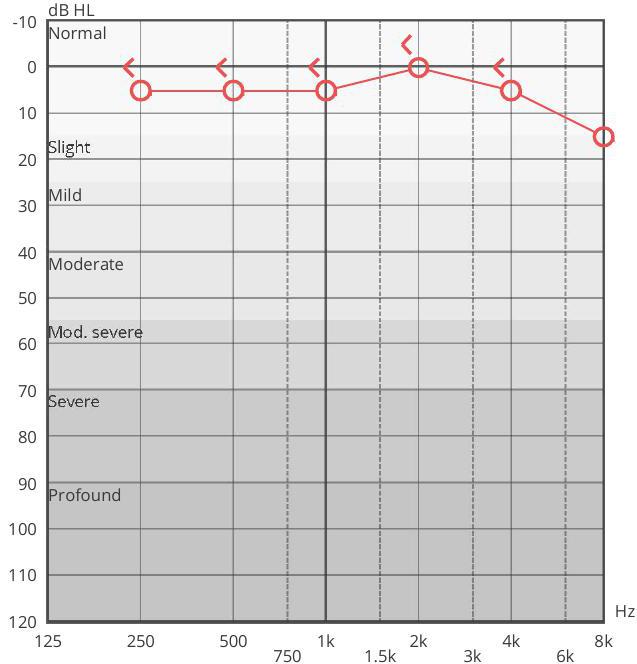 dB HL
-10
Normal
0
10
Slight
20
Mild
30
40
Moderate
50
Mod. severe
60
70
Severe
80
90
Profound
100
110
120
Hz
125 250 500 1k 2k 4k 8k
750 1.5k 3k 6k